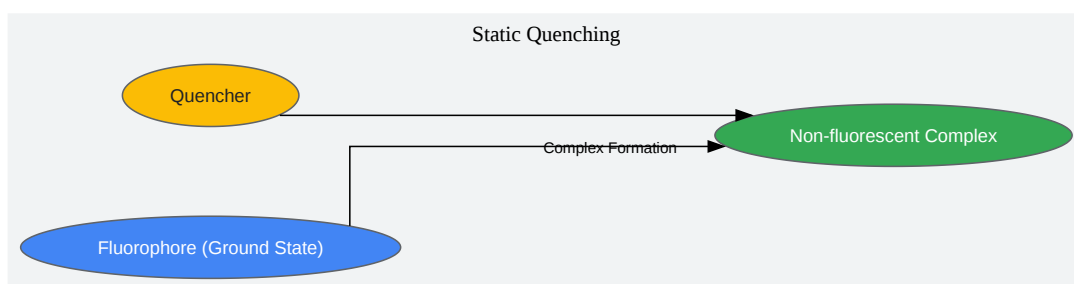 Static Quenching
Quencher
Non-fluorescent Complex
Complex Formation
Fluorophore (Ground State)